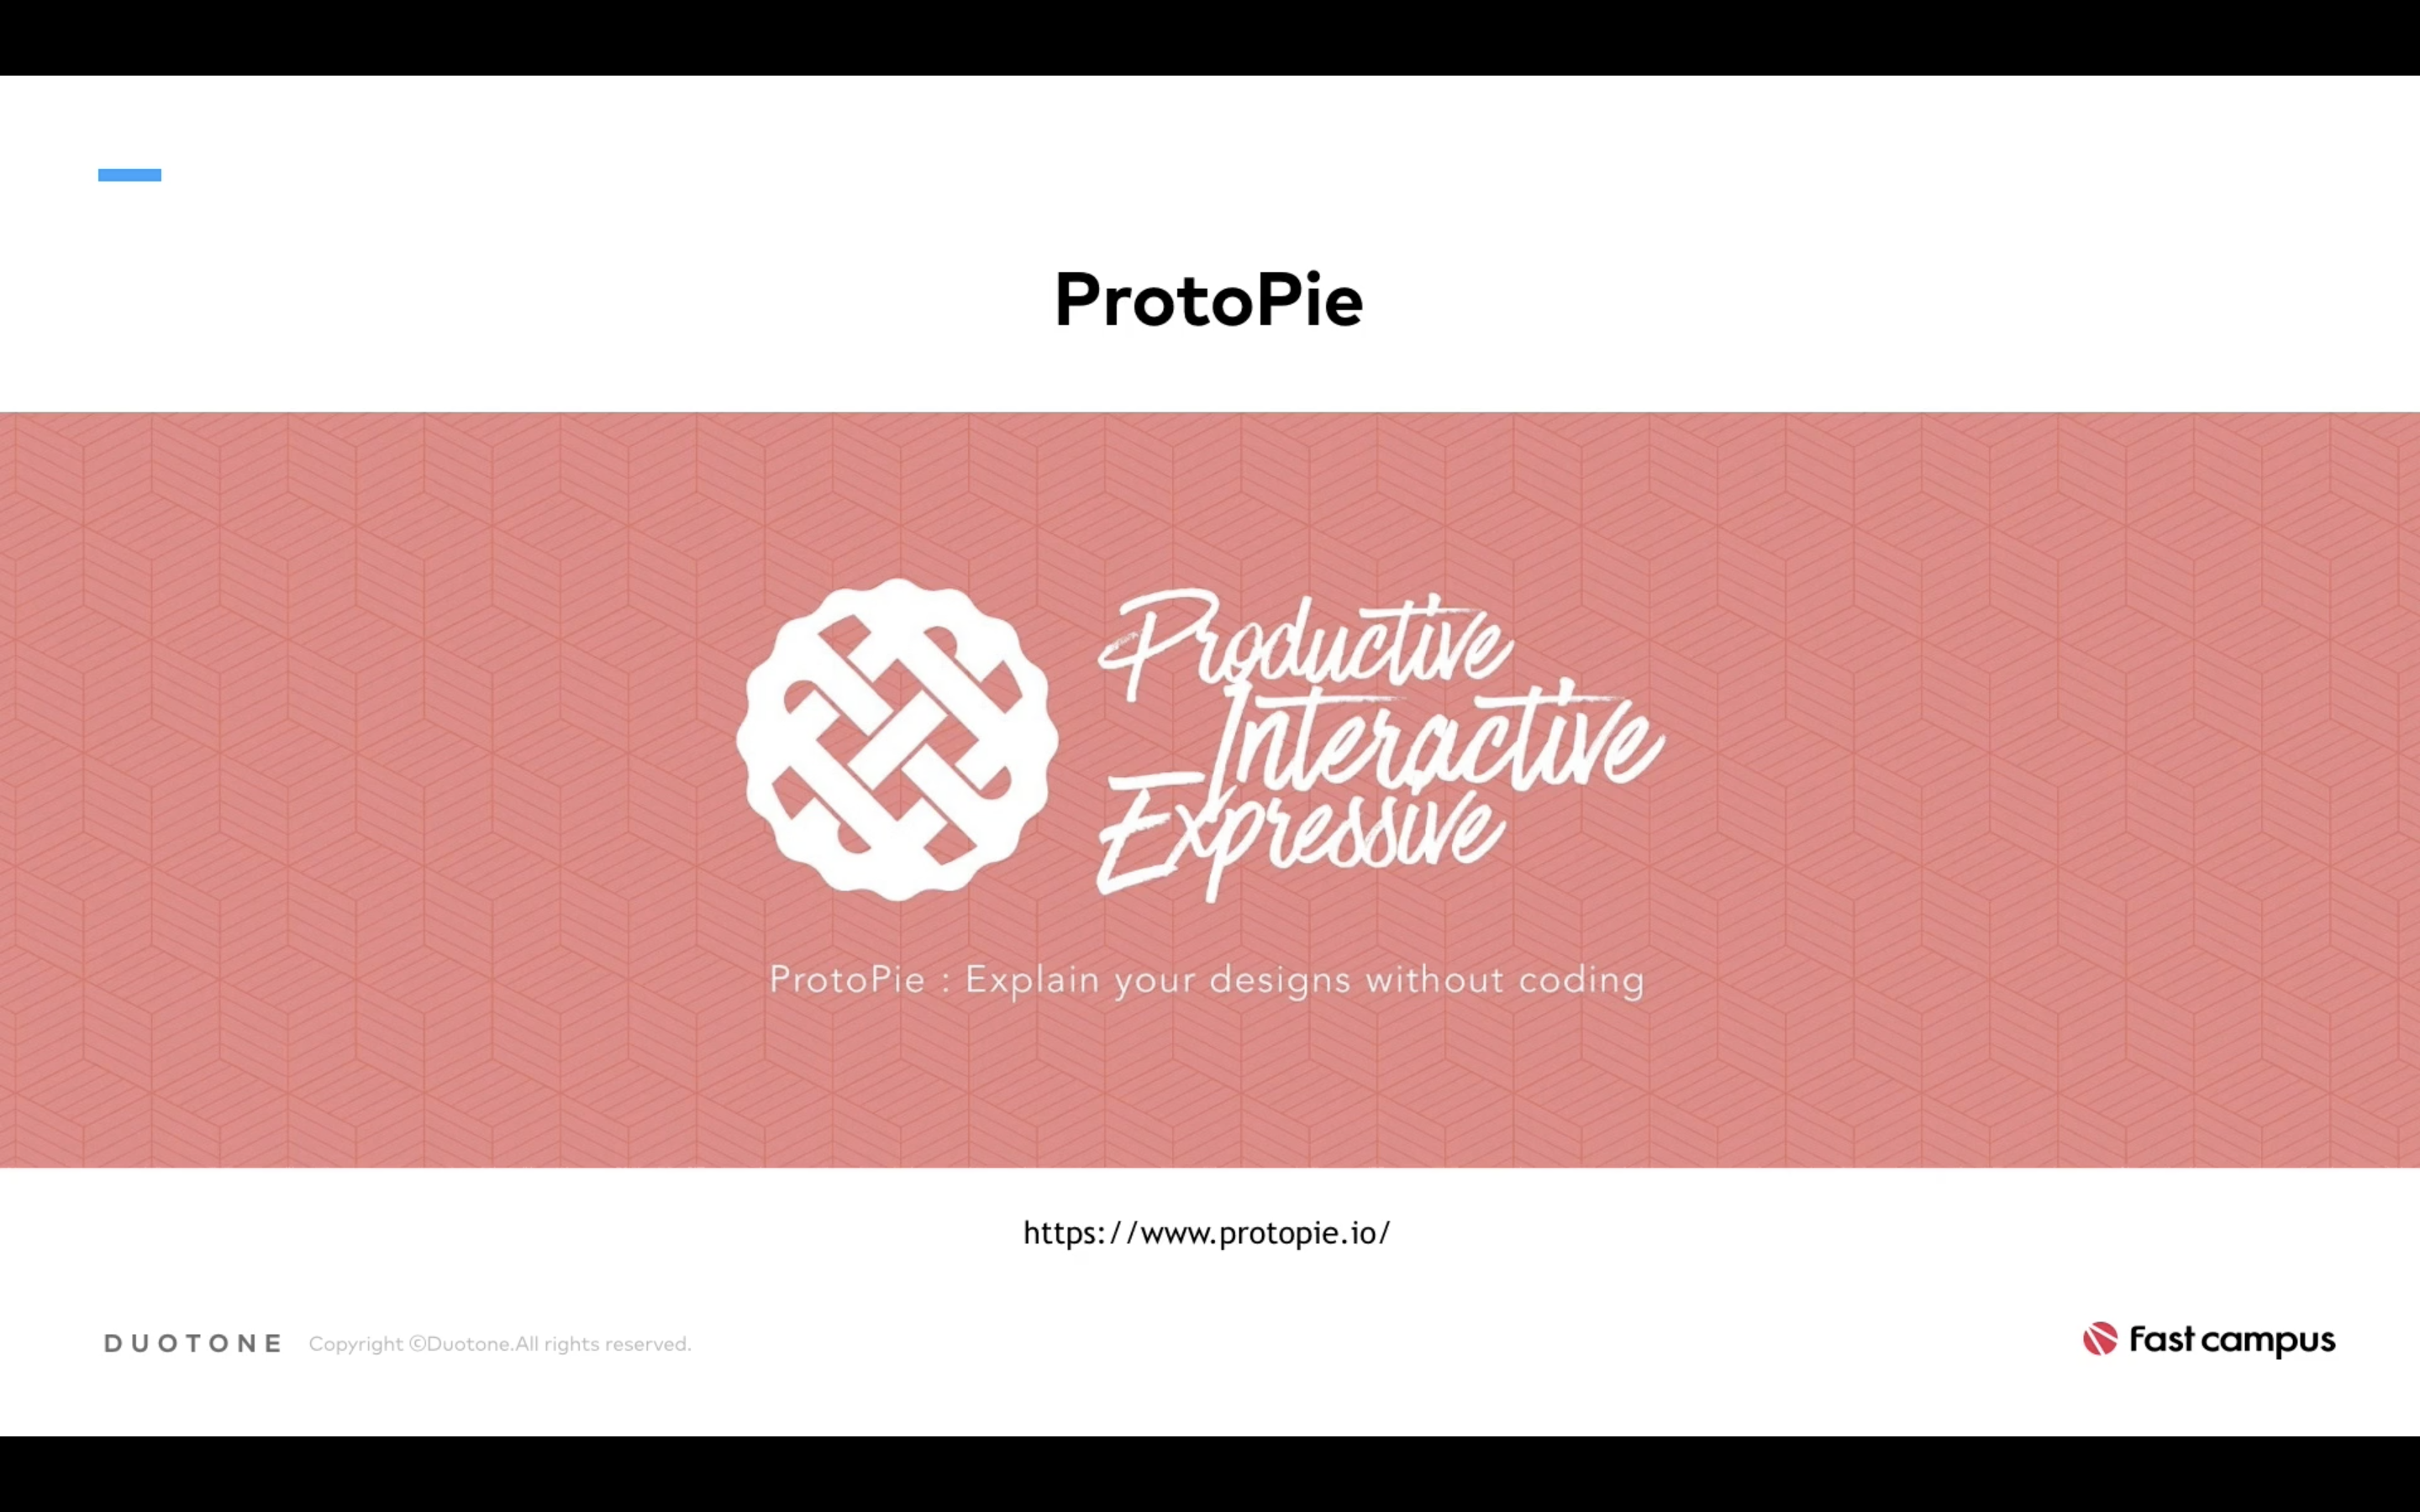 ProtoPie
Productive
Interactive
Expressive
ProtoPie : Explain your designs without coding
https://www.protopie.io/
DUOTONE Copyright ©Duotone.All rights reserved.
fast campus